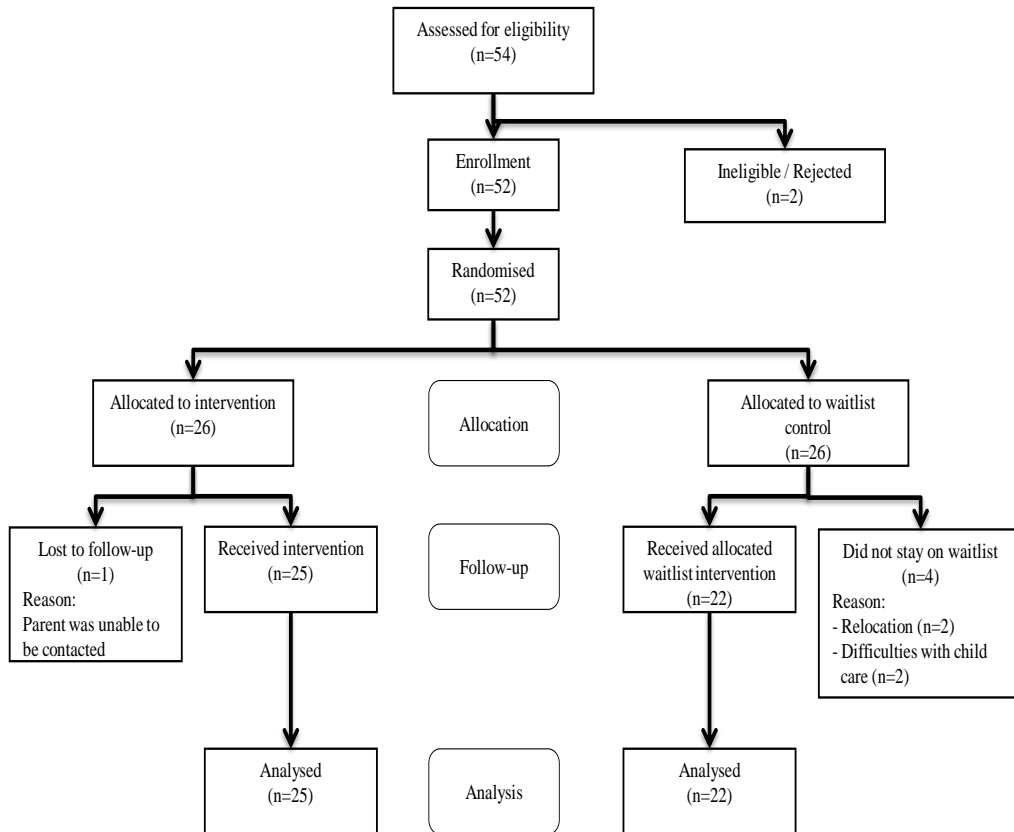 Assessed for eligibility
(n=54)
Enrollment
(n=52)
Ineligible / Rejected
(n=2)
Randomised
(n=52)
Allocated to intervention
(n=26)
Allocation
Allocated to waitlist
control
(n=26)
Lost to follow-up
(n=1)
Reason:
Parent was unable to
be contacted
Received intervention
(n=25)
Follow-up
Received allocated
waitlist intervention
(n=22)
Did not stay on waitlist
(n=4)
Reason:
- Relocation (n=2)
- Difficulties with child
care (n=2)
Analysed
(n=25)
Analysis
Analysed
(n=22)